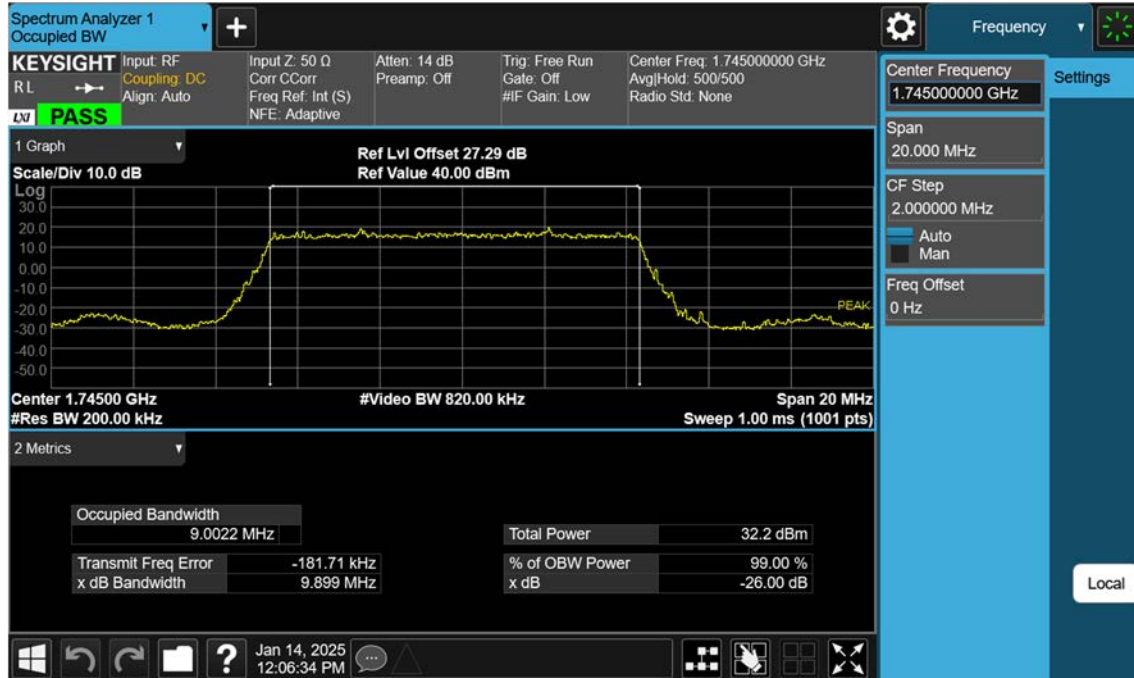 Spectrum Analyzer 1
Occupied BW
+
Frequency
KEYSIGHT
R L
LXI PASS
Input: RF
Coupling: DC
Align: Auto
Input Z: 50 Ω
Corr CCorr
Freq Ref: Int (S)
NFE: Adaptive
Atten: 14 dB
Preamp: Off
Trig: Free Run
Gate: Off
#IF Gain: Low
Center Freq: 1.745000000 GHz
Avg|Hold: 500/500
Radio Std: None
Center Frequency
1.745000000 GHz
Settings
Span
20.000 MHz
CF Step
2.000000 MHz
Auto
Man
Freq Offset
0 Hz
Local
1 Graph
Scale/Div 10.0 dB
Ref Lvl Offset 27.29 dB
Ref Value 40.00 dBm
Log
30.0
20.0
10.0
0.00
-10.0
-20.0
-30.0
-40.0
-50.0
PEAK
Center 1.74500 GHz
#Video BW 820.00 kHz
Span 20 MHz
#Res BW 200.00 kHz
Sweep 1.00 ms (1001 pts)
2 Metrics
Occupied Bandwidth
9.0022 MHz
Total Power 32.2 dBm
Transmit Freq Error -181.71 kHz
% of OBW Power 99.00 %
x dB Bandwidth 9.899 MHz
x dB -26.00 dB
?
Jan 14, 2025
12:06:34 PM